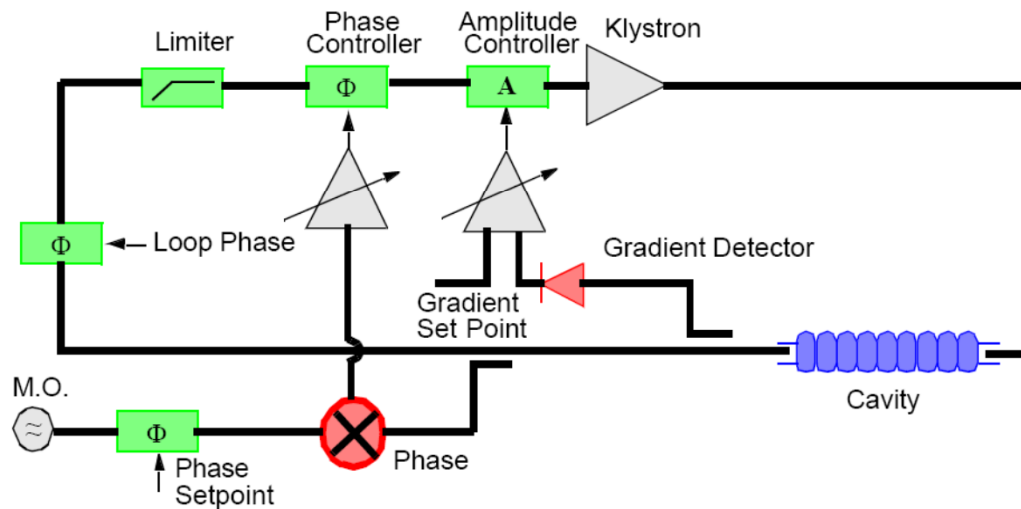 Phase
Controller
Amplitude
Controller
Klystron
Limiter
Φ
A
Φ
Loop Phase
Gradient Detector
Gradient
Set Point
M.O.
≈
Φ
Phase
Cavity
Phase
Setpoint